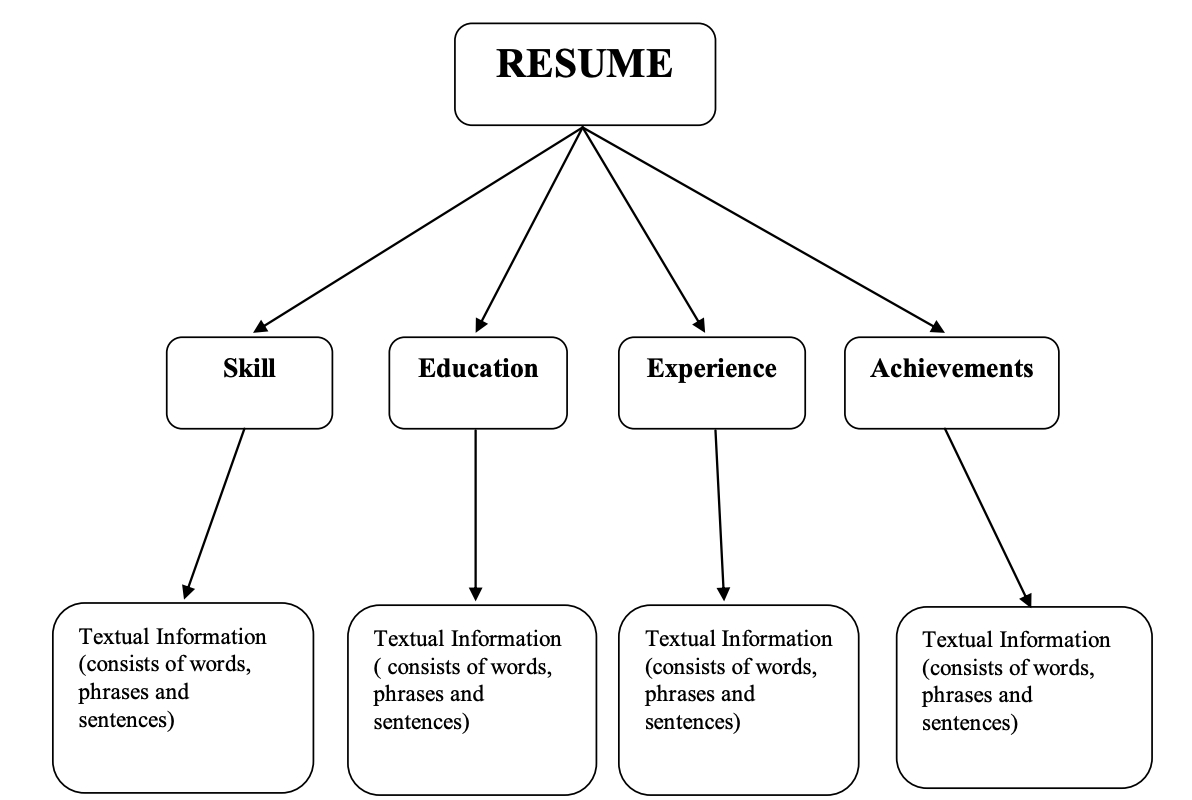 RESUME
Skill
Education
Experience
Achievements
Textual Information
(consists of words,
phrases and
sentences)
Textual Information
( consists of words,
phrases and
sentences)
Textual Information
(consists of words,
phrases and
sentences)
Textual Information
(consists of words,
phrases and
sentences)